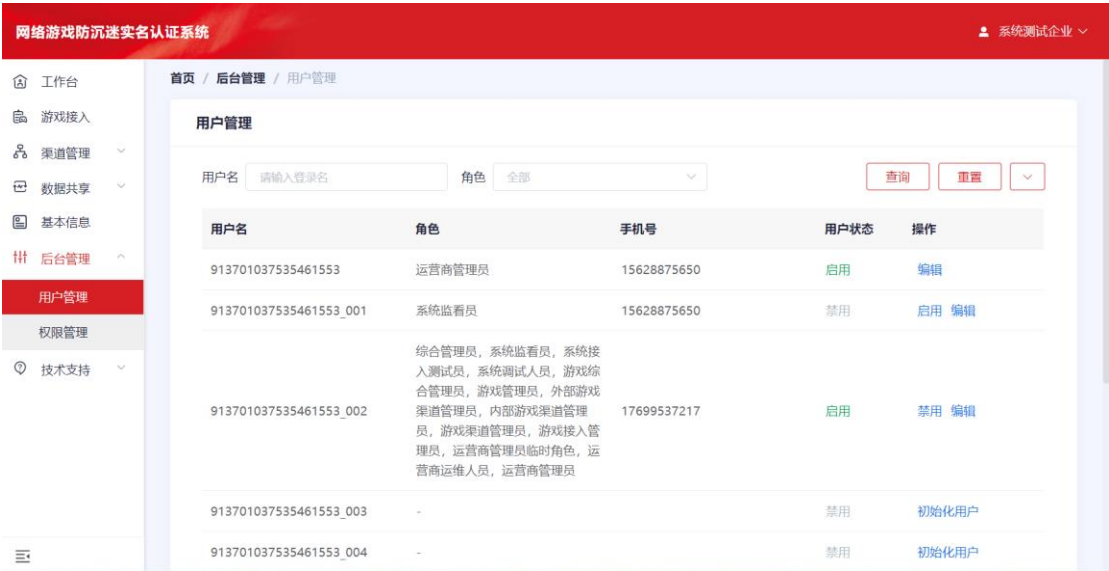 网络游戏防沉迷实名认证系统
系统测试企业
工作台
游戏接入
渠道管理
数据共享
基本信息
后台管理
用户管理
权限管理
技术支持
首页 / 后台管理 / 用户管理
用户管理
用户名 请输入登录名 角色 全部 查询 重置
用户名 角色 手机号 用户状态 操作
913701037535461553 运营商管理员 15628875650 启用 编辑
913701037535461553_001 系统监看员 15628875650 禁用 启用 编辑
综合管理员，系统监看员，系统接
入测试员，系统调试人员，游戏综
合管理员，游戏管理员，外部游戏
913701037535461553_002 渠道管理员，内部游戏渠道管理 17699537217 启用 禁用 编辑
员，游戏渠道管理员，游戏接入管
理员，运营商管理员临时角色，运
营商运维人员，运营商管理员
913701037535461553_003 - 禁用 初始化用户
913701037535461553_004 - 禁用 初始化用户